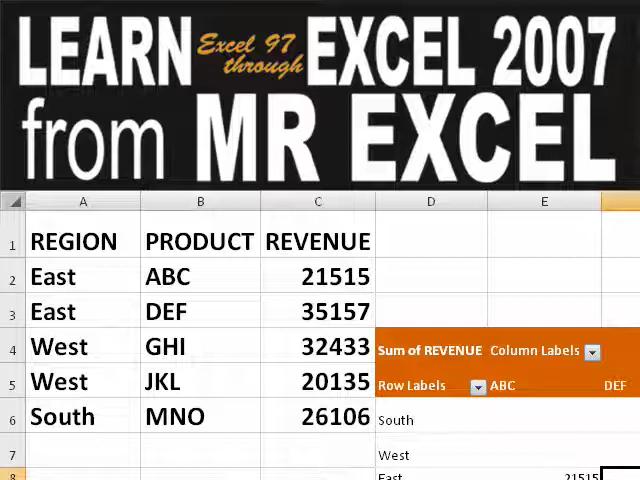 LEARN Excel 97 through EXCEL 2007
from MR EXCEL
A B C D E
1 REGION PRODUCT REVENUE
2 East ABC 21515
3 East DEF 35157
4 West GHI 32433 Sum of REVENUE Column Labels
5 West JKL 20135 Row Labels ABC DEF
6 South MNO 26106 South
7 West
8 East 21515